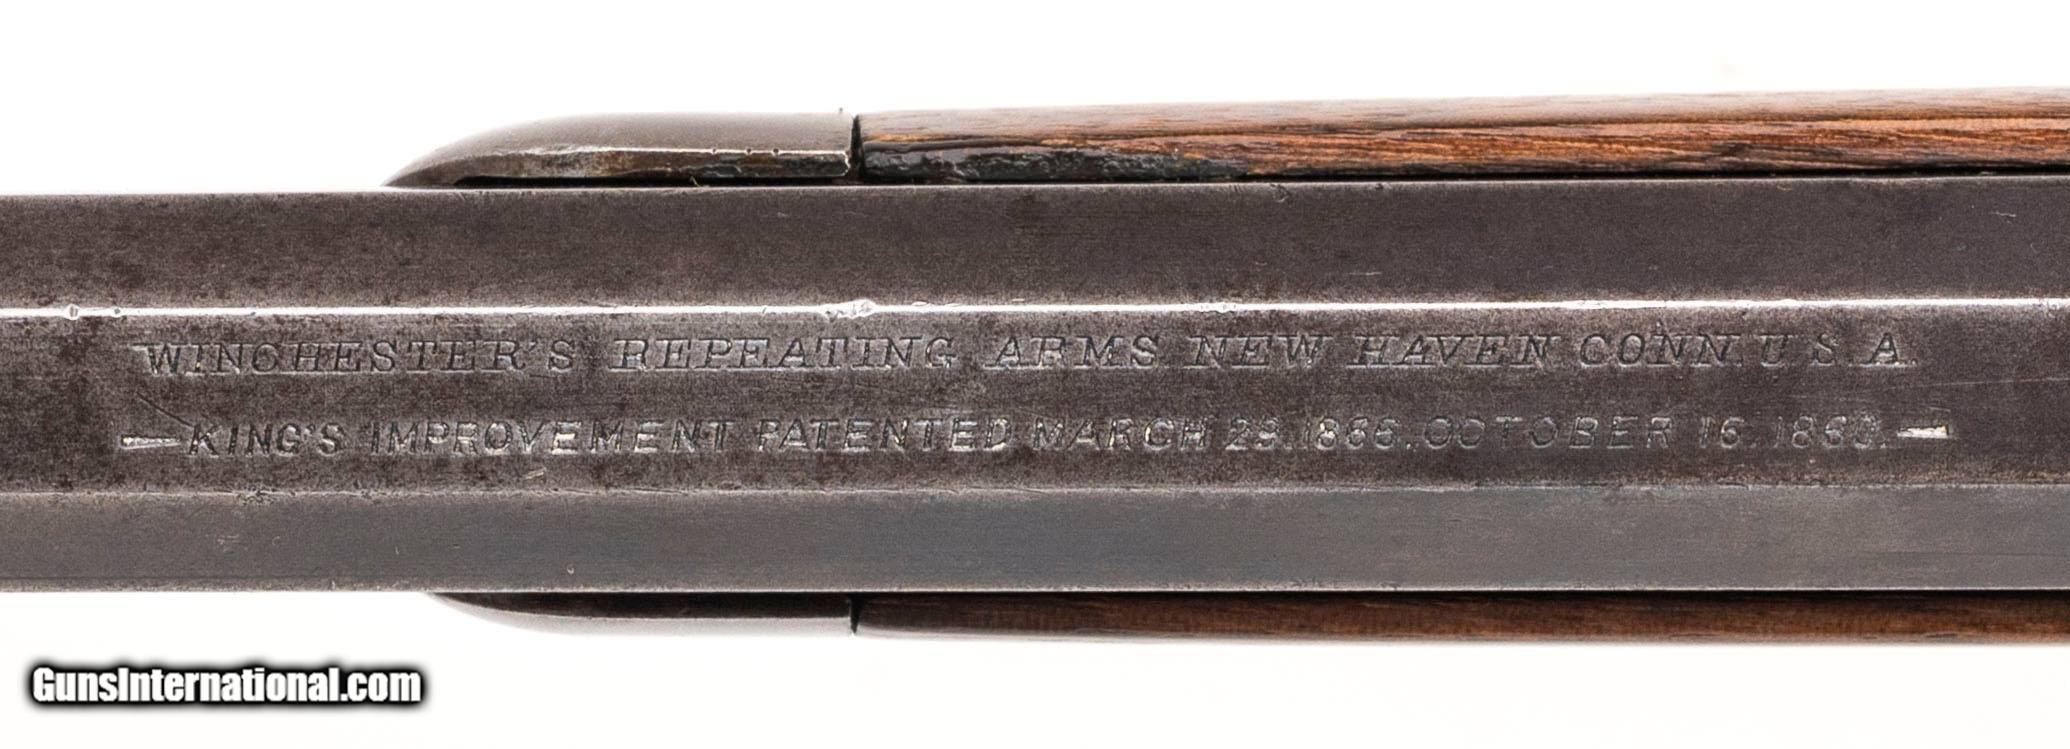 WINCHESTER'S REPEATING ARMS NEW HAVEN CONN. U S A.
KING'S IMPROVEMENT PATENTED MARCH 29. 1866. OCTOBER 16. 1860.
GunsInternational.com